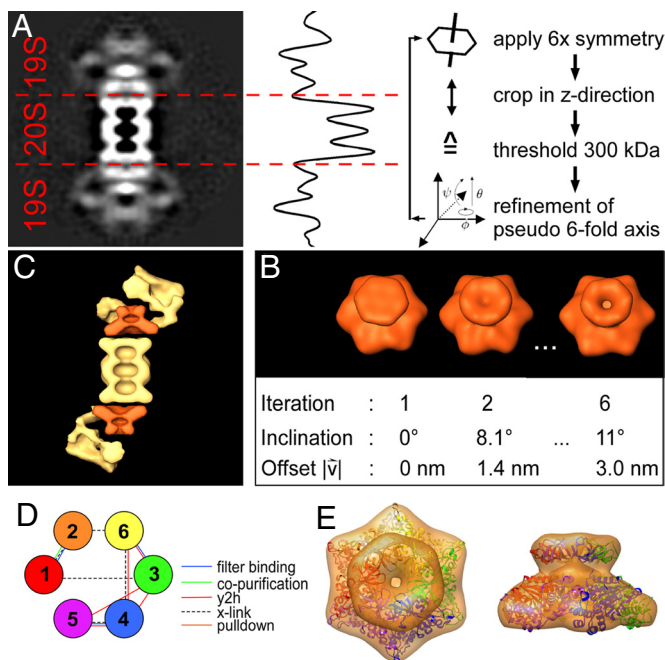 A
19S
20S
19S
apply 6x symmetry
crop in z-direction
≙
threshold 300 kDa
ψ
θ
ϕ
refinement of
pseudo 6-fold axis
C
B
...
Iteration : 1 2 6
Inclination : 0° 8.1° ... 11°
Offset |v⃗| : 0 nm 1.4 nm 3.0 nm
D
2 6
1 3
5 4
filter binding
co-purification
y2h
x-link
pulldown
E